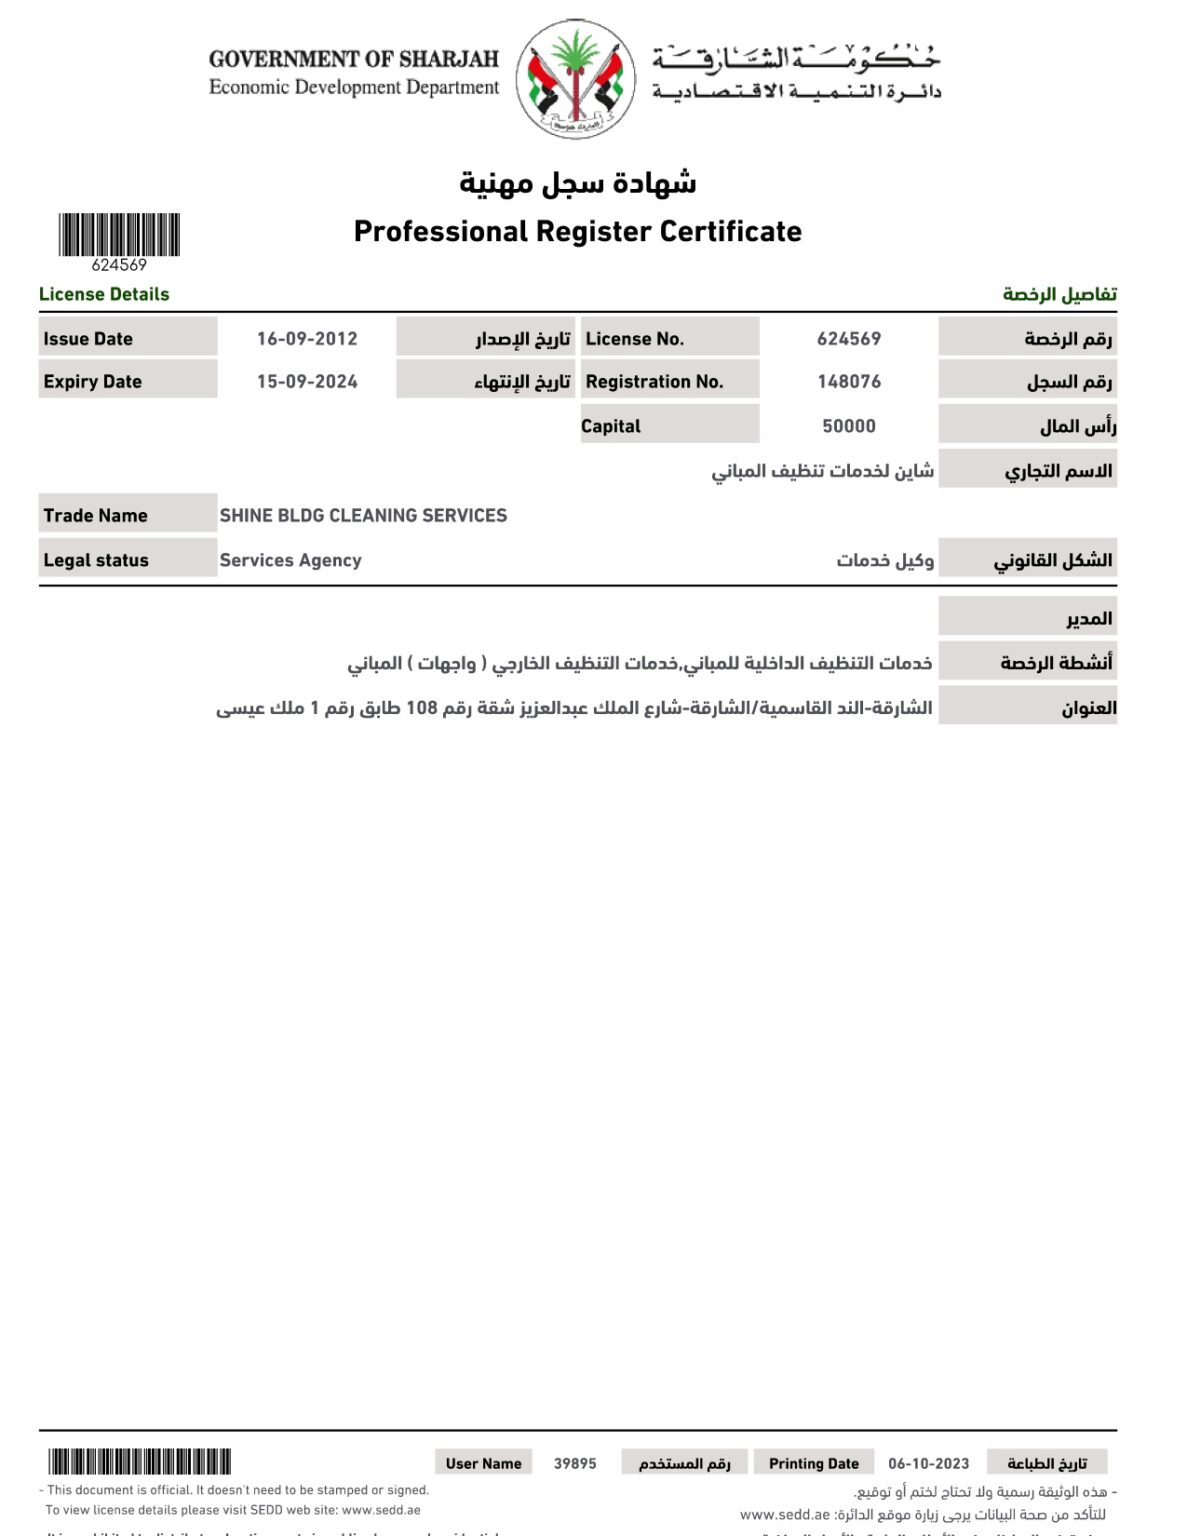 GOVERNMENT OF SHARJAH
Economic Development Department
حكومة الشارقة
دائرة التنمية الاقتصادية
شهادة سجل مهنية
Professional Register Certificate
624569
License Details تفاصيل الرخصة
Issue Date 16-09-2012 تاريخ الإصدار License No. 624569 رقم الرخصة
Expiry Date 15-09-2024 تاريخ الإنتهاء Registration No. 148076 رقم السجل
Capital 50000 رأس المال
الاسم التجاري شاين لخدمات تنظيف المباني
Trade Name SHINE BLDG CLEANING SERVICES
Legal status Services Agency وكيل خدمات الشكل القانوني
المدير
أنشطة الرخصة خدمات التنظيف الداخلية للمباني,خدمات التنظيف الخارجي ( واجهات ) المباني
العنوان الشارقة-الند القاسمية/الشارقة-شارع الملك عبدالعزيز شقة رقم 108 طابق رقم 1 ملك عيسى
User Name 39895 رقم المستخدم Printing Date 06-10-2023 تاريخ الطباعة
- This document is official. It doesn't need to be stamped or signed.
- هذه الوثيقة رسمية ولا تحتاج لختم أو توقيع.
To view license details please visit SEDD web site: www.sedd.ae
للتأكد من صحة البيانات يرجى زيارة موقع الدائرة: www.sedd.ae